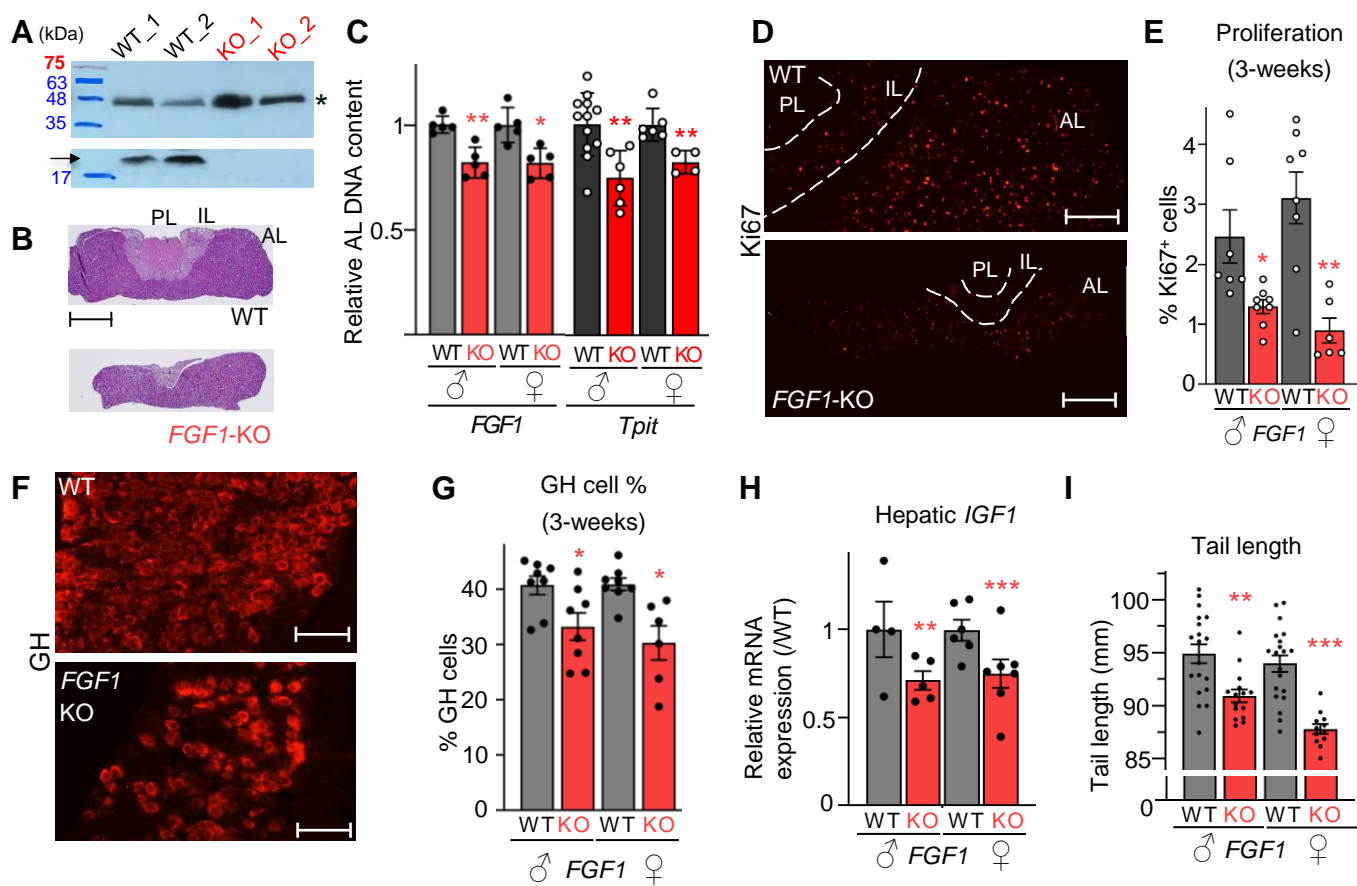 A (kDa) WT_1 WT_2 KO_1 KO_2
75
63
48 *
35
17
B PL IL AL
WT
FGF1-KO
C
Relative AL DNA content
1
0.5
** * ** **
WT KO WT KO WT KO WT KO
♂ ♀ ♂ ♀
FGF1 Tpit
D
Ki67
WT
PL IL AL
PL IL AL
FGF1-KO
E Proliferation
(3-weeks)
% Ki67+ cells
4
3
2
1
0
* **
WT KO WT KO
♂ FGF1 ♀
F
GH
WT
FGF1
KO
G GH cell %
(3-weeks)
% GH cells
40
30
20
10
0
* *
WT KO WT KO
♂ FGF1 ♀
H Hepatic IGF1
Relative mRNA
expression (/WT)
1
0.5
0
** ***
WT KO WT KO
♂ FGF1 ♀
I Tail length
Tail length (mm)
100
95
90
85
0
** ***
WT KO WT KO
♂ FGF1 ♀